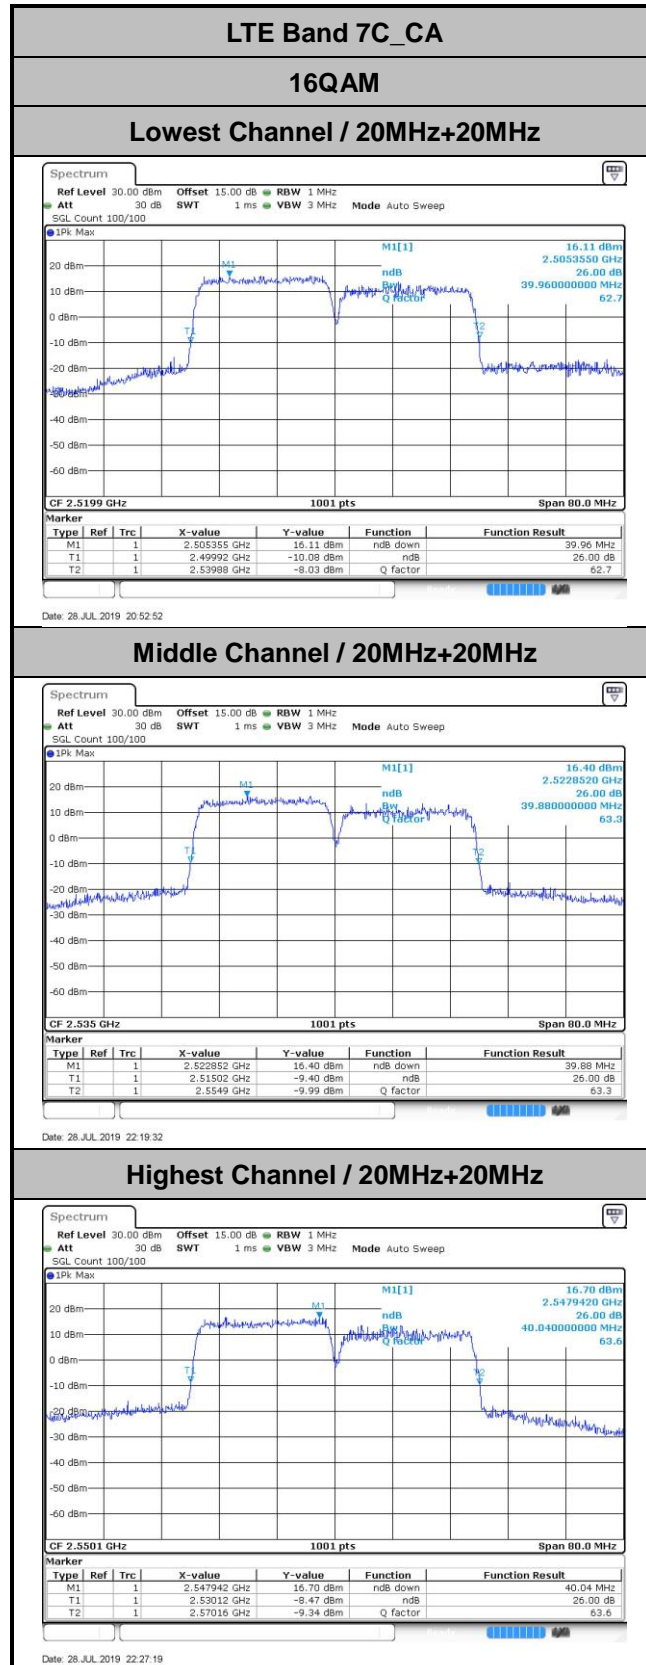 LTE Band 7C_CA
16QAM
Lowest Channel / 20MHz+20MHz
Spectrum
Ref Level 30.00 dBm Offset 15.00 dB RBW 1 MHz
Att 30 dB SWT 1 ms VBW 3 MHz Mode Auto Sweep
SGL Count 100/100
1Pk Max
M1[1] 16.11 dBm
2.5053550 GHz
ndB 26.00 dB
Bw 39.960000000 MHz
Q factor 62.7
M1
T1
T2
20 dBm
10 dBm
0 dBm
-10 dBm
-20 dBm
-30 dBm
-40 dBm
-50 dBm
-60 dBm
CF 2.5199 GHz 1001 pts Span 80.0 MHz
Marker
Type Ref Trc X-value Y-value Function Function Result
M1 1 2.505355 GHz 16.11 dBm ndB down 39.96 MHz
T1 1 2.49992 GHz -10.08 dBm ndB 26.00 dB
T2 1 2.53988 GHz -8.03 dBm Q factor 62.7
Date: 28.JUL.2019 20:52:52
Middle Channel / 20MHz+20MHz
Spectrum
Ref Level 30.00 dBm Offset 15.00 dB RBW 1 MHz
Att 30 dB SWT 1 ms VBW 3 MHz Mode Auto Sweep
SGL Count 100/100
1Pk Max
M1[1] 16.40 dBm
2.5228520 GHz
ndB 26.00 dB
Bw 39.880000000 MHz
Q factor 63.3
M1
T1
T2
20 dBm
10 dBm
0 dBm
-10 dBm
-20 dBm
-30 dBm
-40 dBm
-50 dBm
-60 dBm
CF 2.535 GHz 1001 pts Span 80.0 MHz
Marker
Type Ref Trc X-value Y-value Function Function Result
M1 1 2.522852 GHz 16.40 dBm ndB down 39.88 MHz
T1 1 2.51502 GHz -9.40 dBm ndB 26.00 dB
T2 1 2.5549 GHz -9.99 dBm Q factor 63.3
Date: 28.JUL.2019 22:19:32
Highest Channel / 20MHz+20MHz
Spectrum
Ref Level 30.00 dBm Offset 15.00 dB RBW 1 MHz
Att 30 dB SWT 1 ms VBW 3 MHz Mode Auto Sweep
SGL Count 100/100
1Pk Max
M1[1] 16.70 dBm
2.5479420 GHz
ndB 26.00 dB
Bw 40.040000000 MHz
Q factor 63.6
M1
T1
T2
20 dBm
10 dBm
0 dBm
-10 dBm
-20 dBm
-30 dBm
-40 dBm
-50 dBm
-60 dBm
CF 2.5501 GHz 1001 pts Span 80.0 MHz
Marker
Type Ref Trc X-value Y-value Function Function Result
M1 1 2.547942 GHz 16.70 dBm ndB down 40.04 MHz
T1 1 2.53012 GHz -8.47 dBm ndB 26.00 dB
T2 1 2.57016 GHz -9.34 dBm Q factor 63.6
Date: 28.JUL.2019 22:27:19